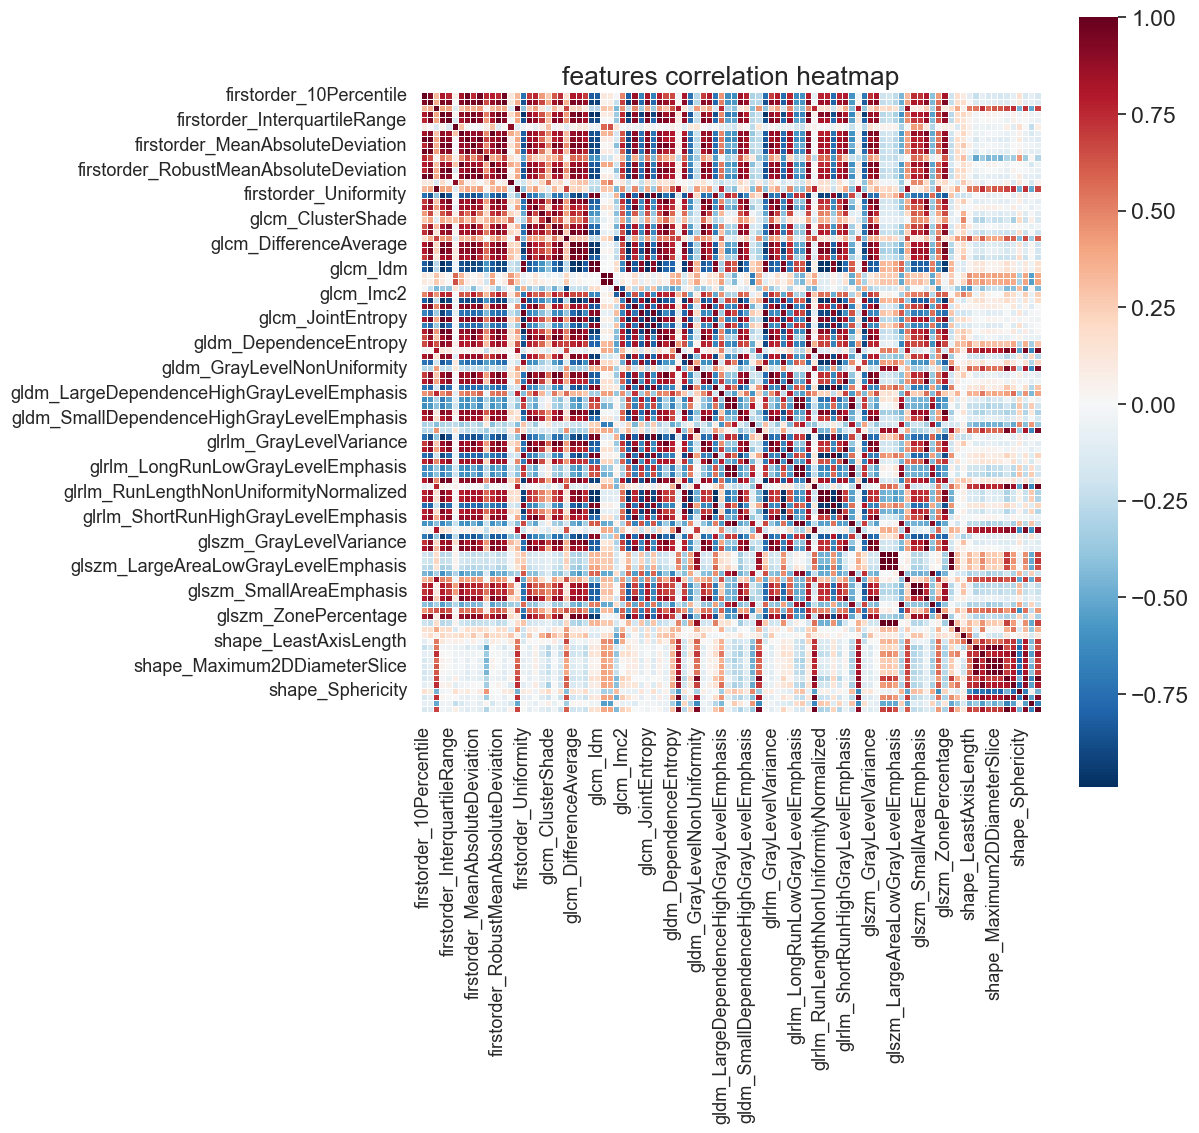 features correlation heatmap
firstorder_10Percentile
firstorder_InterquartileRange
firstorder_MeanAbsoluteDeviation
firstorder_RobustMeanAbsoluteDeviation
firstorder_Uniformity
glcm_ClusterShade
glcm_DifferenceAverage
glcm_Idm
glcm_Imc2
glcm_JointEntropy
gldm_DependenceEntropy
gldm_GrayLevelNonUniformity
gldm_LargeDependenceHighGrayLevelEmphasis
gldm_SmallDependenceHighGrayLevelEmphasis
glrlm_GrayLevelVariance
glrlm_LongRunLowGrayLevelEmphasis
glrlm_RunLengthNonUniformityNormalized
glrlm_ShortRunHighGrayLevelEmphasis
glszm_GrayLevelVariance
glszm_LargeAreaLowGrayLevelEmphasis
glszm_SmallAreaEmphasis
glszm_ZonePercentage
shape_LeastAxisLength
shape_Maximum2DDiameterSlice
shape_Sphericity
firstorder_10Percentile
firstorder_InterquartileRange
firstorder_MeanAbsoluteDeviation
firstorder_RobustMeanAbsoluteDeviation
firstorder_Uniformity
glcm_ClusterShade
glcm_DifferenceAverage
glcm_Idm
glcm_Imc2
glcm_JointEntropy
gldm_DependenceEntropy
gldm_GrayLevelNonUniformity
gldm_LargeDependenceHighGrayLevelEmphasis
gldm_SmallDependenceHighGrayLevelEmphasis
glrlm_GrayLevelVariance
glrlm_LongRunLowGrayLevelEmphasis
glrlm_RunLengthNonUniformityNormalized
glrlm_ShortRunHighGrayLevelEmphasis
glszm_GrayLevelVariance
glszm_LargeAreaLowGrayLevelEmphasis
glszm_SmallAreaEmphasis
glszm_ZonePercentage
shape_LeastAxisLength
shape_Maximum2DDiameterSlice
shape_Sphericity
1.00
0.75
0.50
0.25
0.00
−0.25
−0.50
−0.75